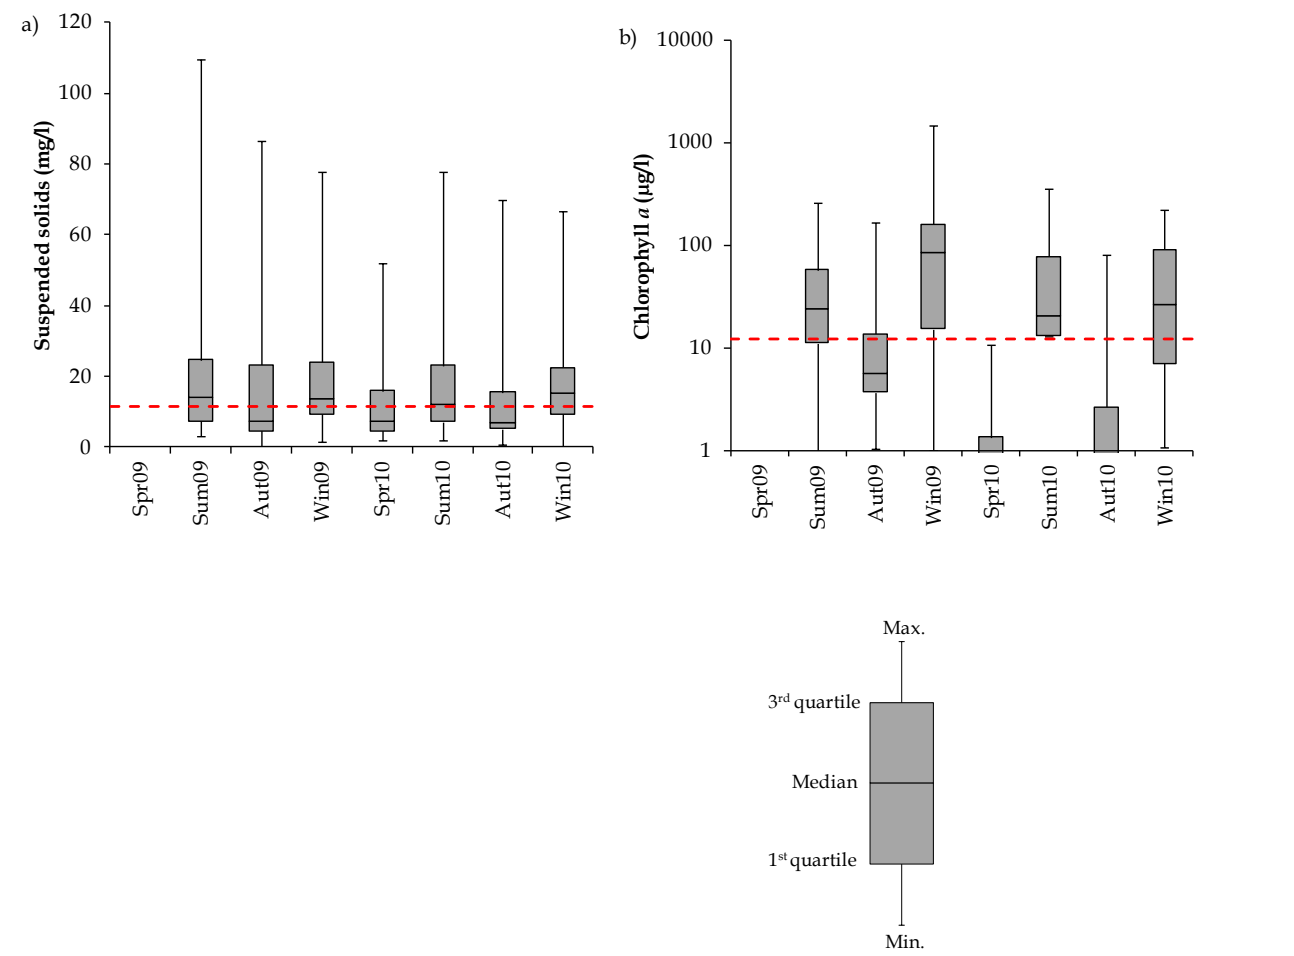 a)
Suspended solids (mg/l)
120
100
80
60
40
20
0
Spr09
Sum09
Aut09
Win09
Spr10
Sum10
Aut10
Win10
b)
Chlorophyll a (µg/l)
10000
1000
100
10
1
Spr09
Sum09
Aut09
Win09
Spr10
Sum10
Aut10
Win10
Max.
3rd quartile
Median
1st quartile
Min.